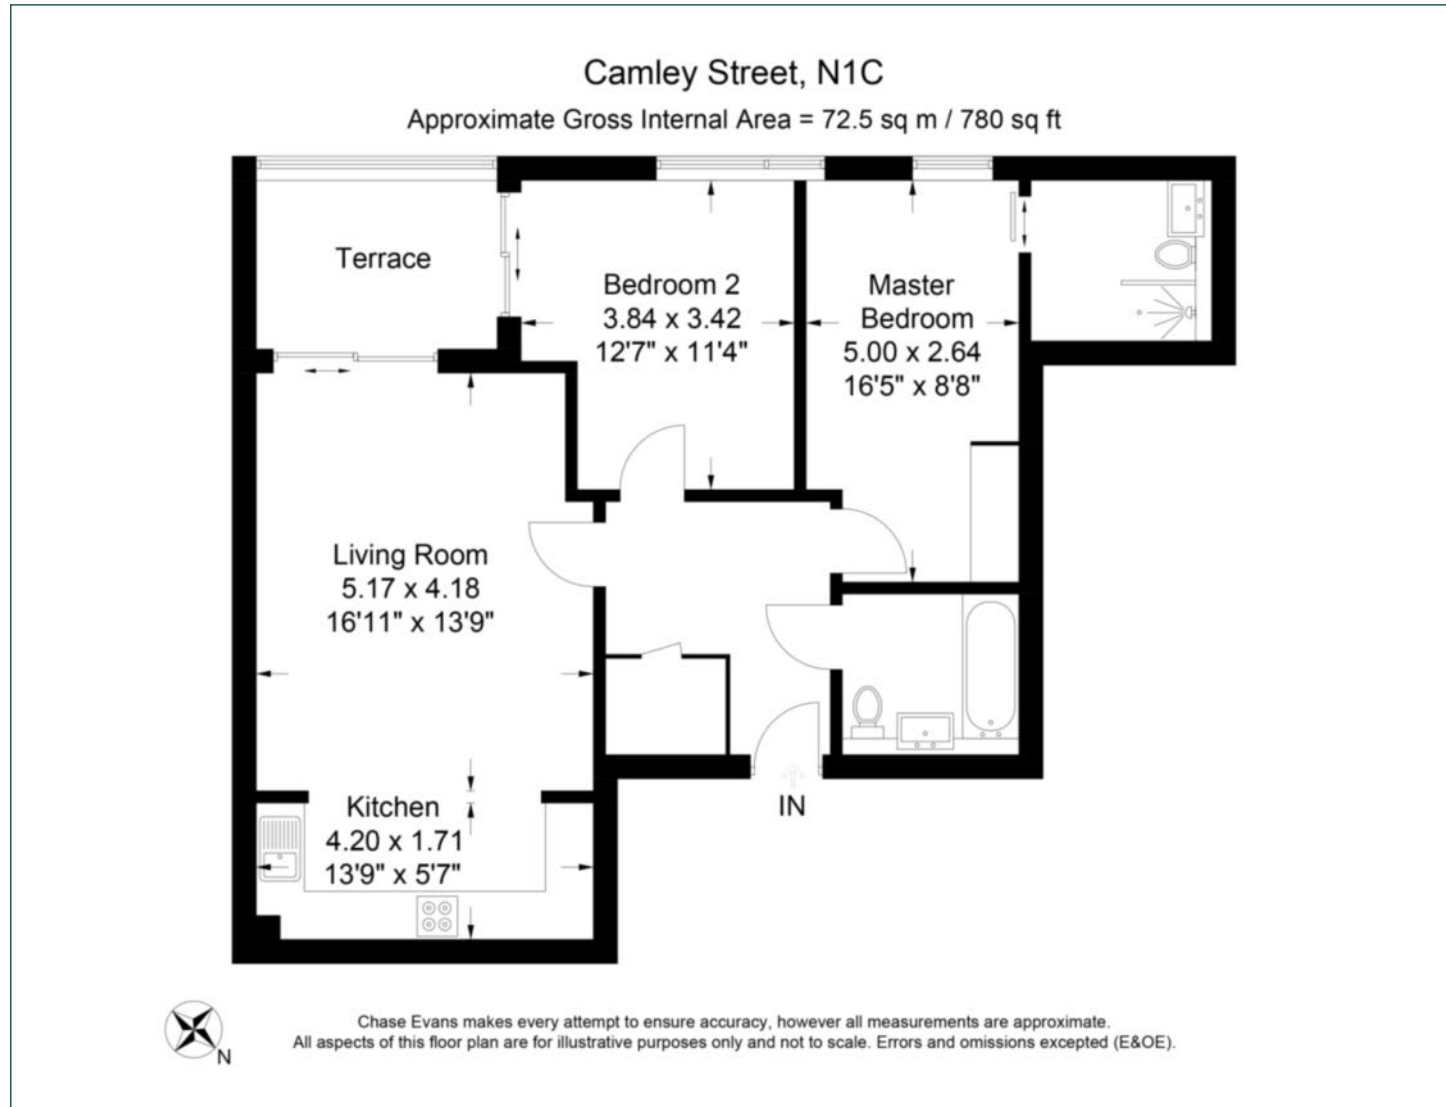 Camley Street, N1C
Approximate Gross Internal Area = 72.5 sq m / 780 sq ft
Terrace
Bedroom 2
3.84 x 3.42
12'7" x 11'4"
Master
Bedroom
5.00 x 2.64
16'5" x 8'8"
Living Room
5.17 x 4.18
16'11" x 13'9"
Kitchen
4.20 x 1.71
13'9" x 5'7"
IN
N
Chase Evans makes every attempt to ensure accuracy, however all measurements are approximate.
All aspects of this floor plan are for illustrative purposes only and not to scale. Errors and omissions excepted (E&OE).